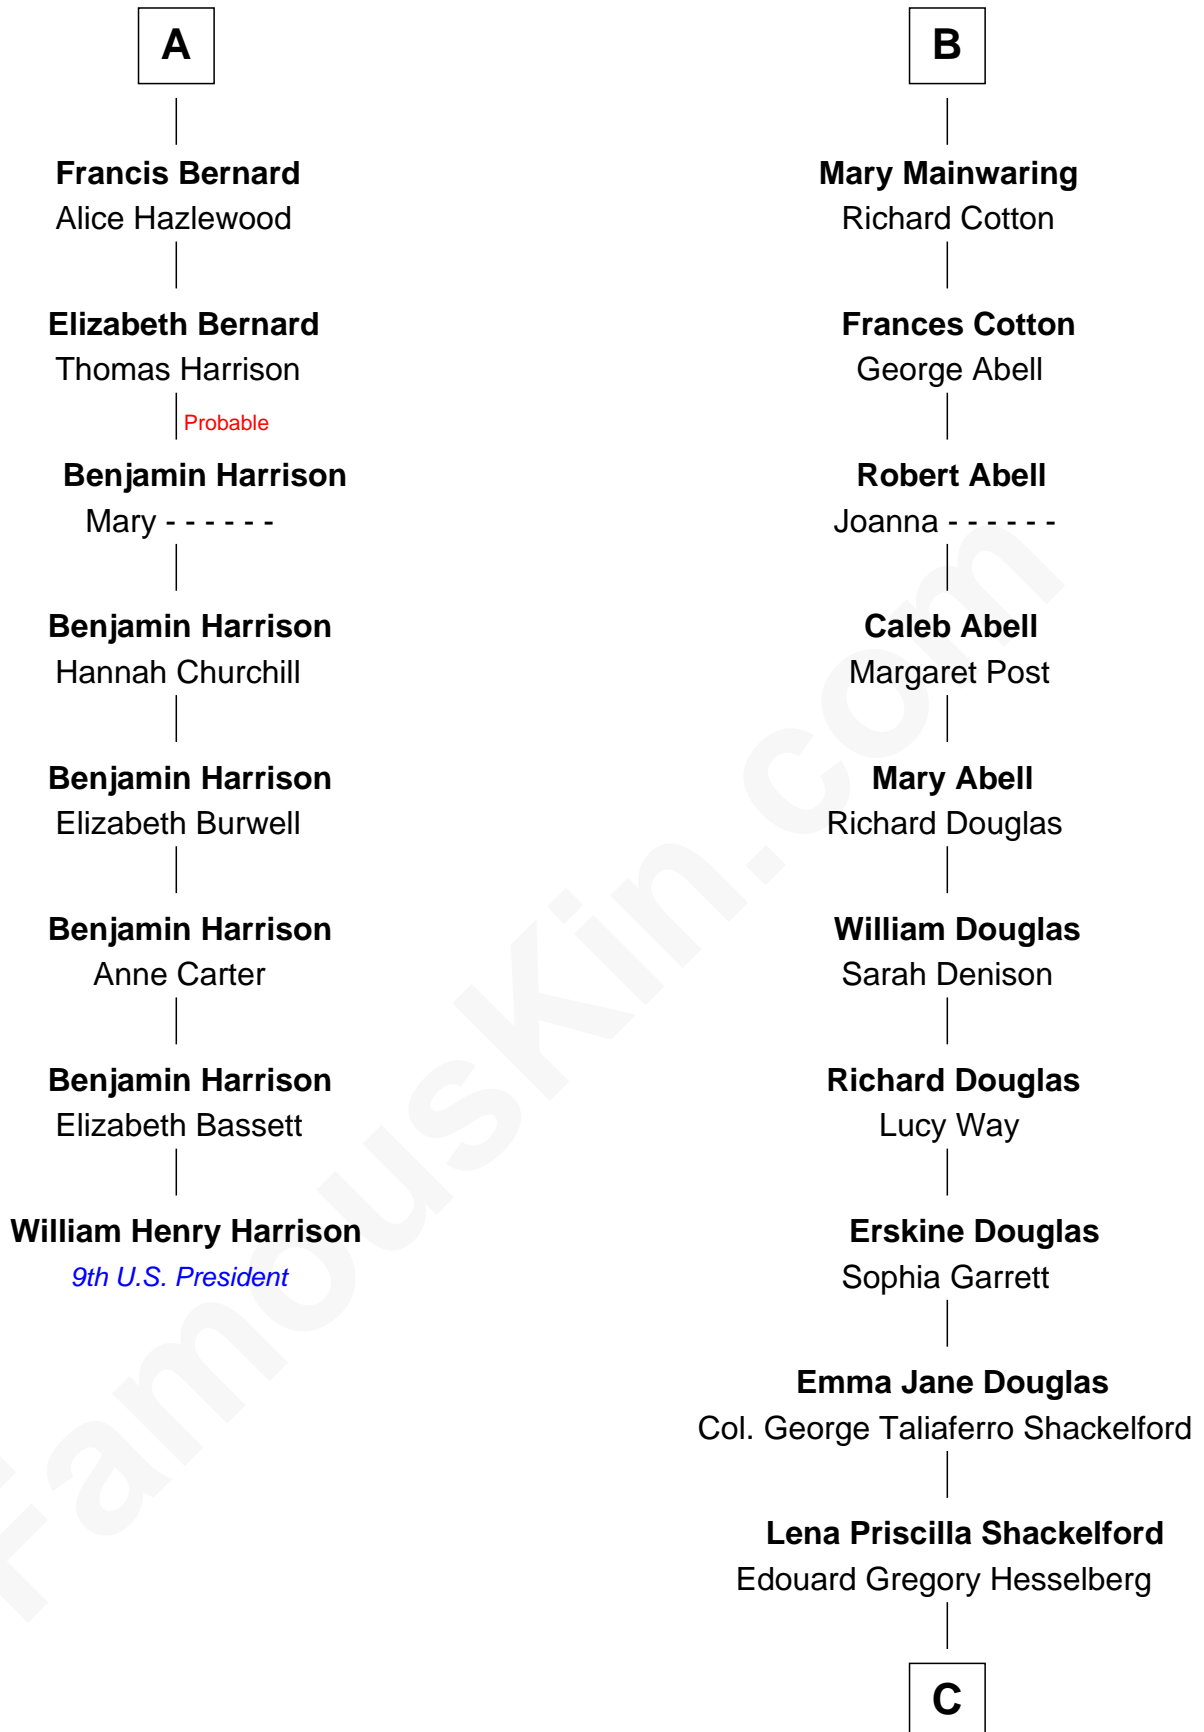 A
Francis Bernard
Alice Hazlewood
Elizabeth Bernard
Thomas Harrison
Probable
Benjamin Harrison
Mary - - - - - -
Benjamin Harrison
Hannah Churchill
Benjamin Harrison
Elizabeth Burwell
Benjamin Harrison
Anne Carter
Benjamin Harrison
Elizabeth Bassett
William Henry Harrison
9th U.S. President
B
Mary Mainwaring
Richard Cotton
Frances Cotton
George Abell
Robert Abell
Joanna - - - - - -
Caleb Abell
Margaret Post
Mary Abell
Richard Douglas
William Douglas
Sarah Denison
Richard Douglas
Lucy Way
Erskine Douglas
Sophia Garrett
Emma Jane Douglas
Col. George Taliaferro Shackelford
Lena Priscilla Shackelford
Edouard Gregory Hesselberg
C
FamousKin.com